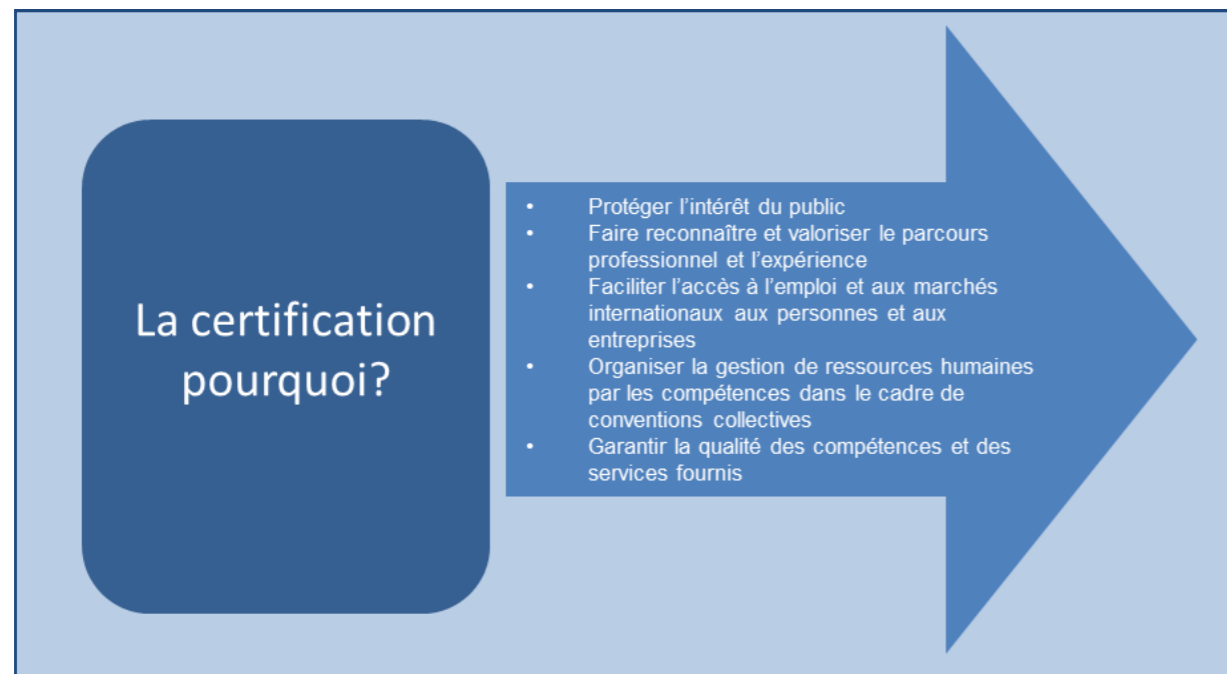 La certification
pourquoi?
• Protéger l’intérêt du public
• Faire reconnaître et valoriser le parcours
professionnel et l’expérience
• Faciliter l’accès à l’emploi et aux marchés
internationaux aux personnes et aux
entreprises
• Organiser la gestion de ressources humaines
par les compétences dans le cadre de
conventions collectives
• Garantir la qualité des compétences et des
services fournis